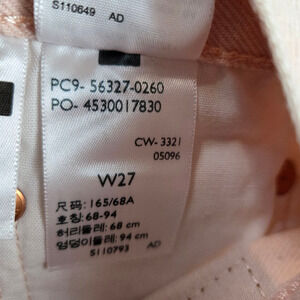 S110649 AD
PC9- 56327-0260
PO- 4530017830
CW- 3321
05096
W27
尺码: 165/68A
호칭: 68-94
허리둘레: 68 cm
엉덩이둘레: 94 cm
S110793 AD